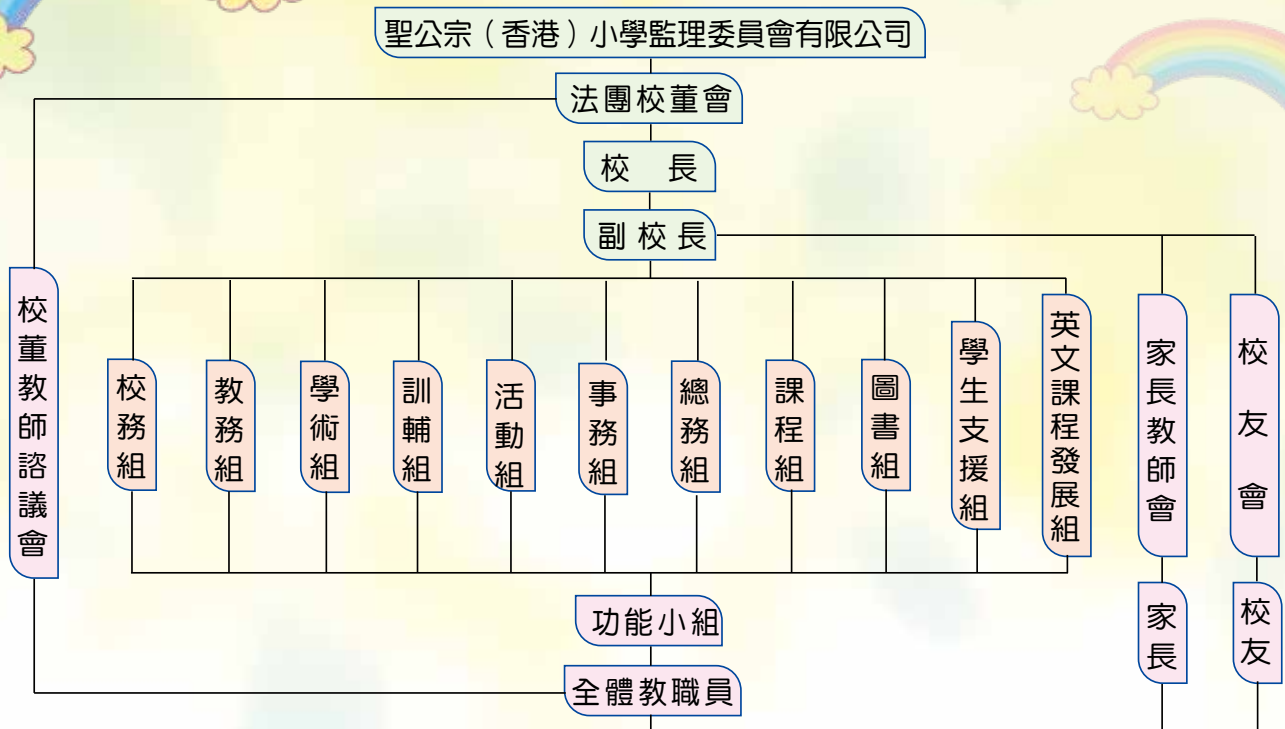 聖公宗（香港）小學監理委員會有限公司
法團校董會
校　長
副校長
校董教師諮議會
校務組
教務組
學術組
訓輔組
活動組
事務組
總務組
課程組
圖書組
學生支援組
英文課程發展組
家長教師會
校友會
功能小組
家長
校友
全體教職員